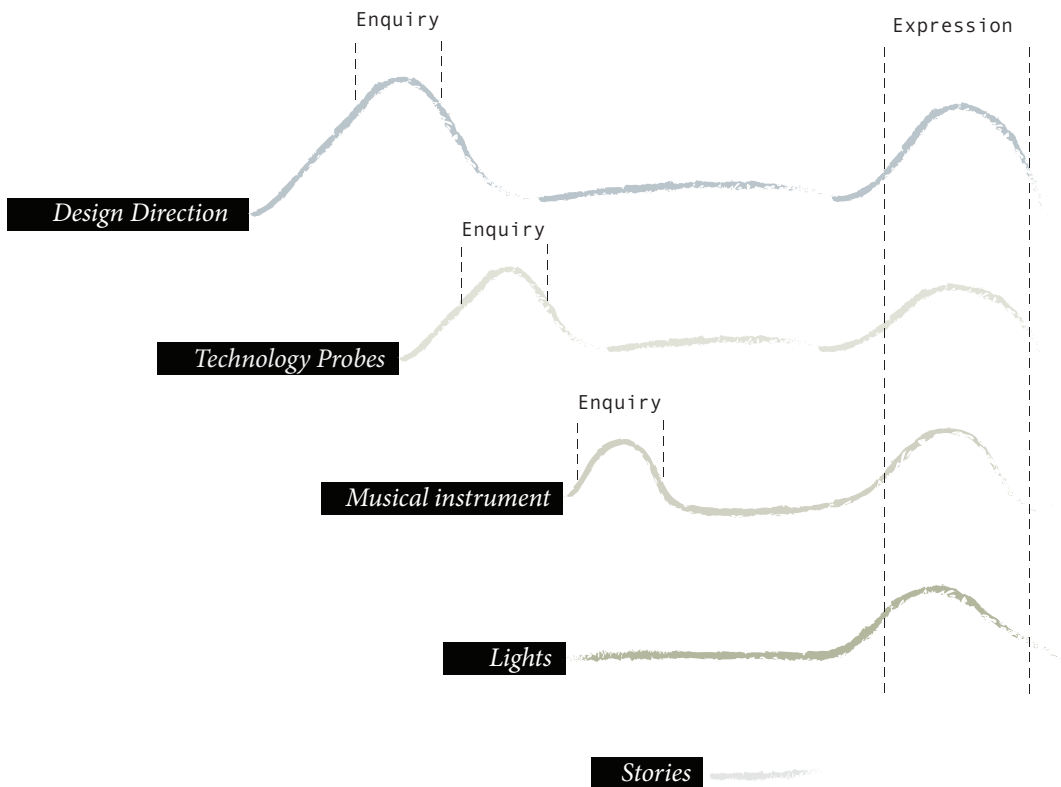 Enquiry
Expression
Design Direction
Enquiry
Technology Probes
Enquiry
Musical instrument
Lights
Stories